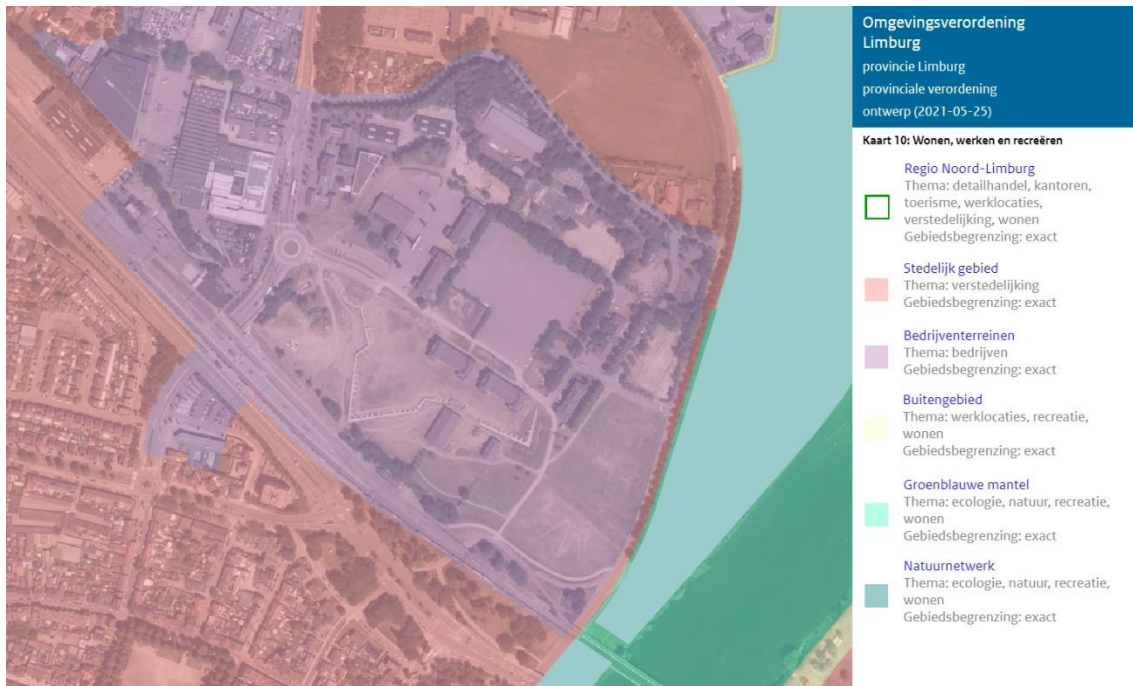 Omgevingsverordening
Limburg
provincie Limburg
provinciale verordening
ontwerp (2021-05-25)
Kaart 10: Wonen, werken en recreëren
Regio Noord-Limburg
Thema: detailhandel, kantoren,
toerisme, werklocaties,
verstedelijking, wonen
Gebiedsbegrenzing: exact
Stedelijk gebied
Thema: verstedelijking
Gebiedsbegrenzing: exact
Bedrijventerreinen
Thema: bedrijven
Gebiedsbegrenzing: exact
Buitengebied
Thema: werklocaties, recreatie,
wonen
Gebiedsbegrenzing: exact
Groenblauwe mantel
Thema: ecologie, natuur, recreatie,
wonen
Gebiedsbegrenzing: exact
Natuurnetwerk
Thema: ecologie, natuur, recreatie,
wonen
Gebiedsbegrenzing: exact